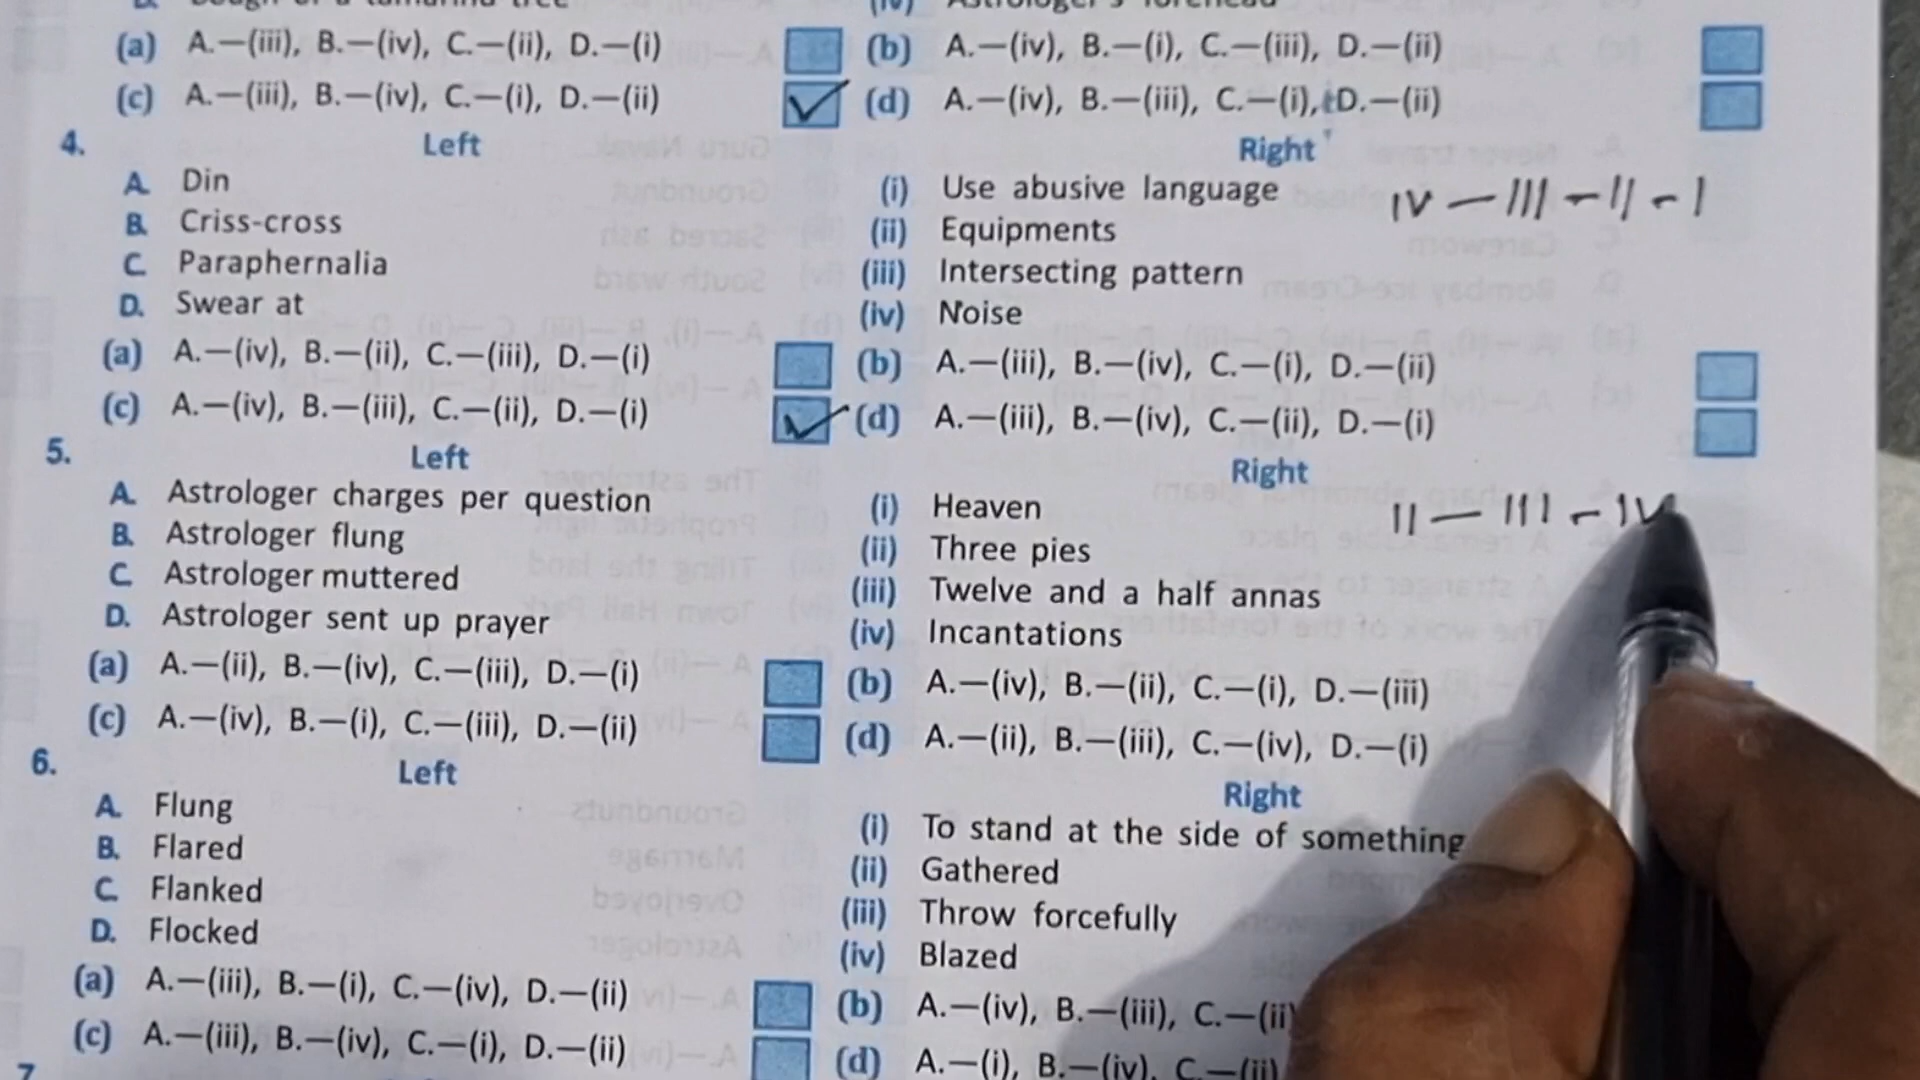 (a) A.—(iii), B.—(iv), C.—(ii), D.—(i) (b) A.—(iv), B.—(i), C.—(iii), D.—(ii)
(c) A.—(iii), B.—(iv), C.—(i), D.—(ii) (d) A.—(iv), B.—(iii), C.—(i), D.—(ii)
4. Left Right
A. Din (i) Use abusive language IV — III – II - I
B. Criss-cross (ii) Equipments
C. Paraphernalia (iii) Intersecting pattern
D. Swear at (iv) Noise
(a) A.—(iv), B.—(ii), C.—(iii), D.—(i) (b) A.—(iii), B.—(iv), C.—(i), D.—(ii)
(c) A.—(iv), B.—(iii), C.—(ii), D.—(i) (d) A.—(iii), B.—(iv), C.—(ii), D.—(i)
5. Left Right
A. Astrologer charges per question (i) Heaven II — III – IV
B. Astrologer flung (ii) Three pies
C. Astrologer muttered (iii) Twelve and a half annas
D. Astrologer sent up prayer (iv) Incantations
(a) A.—(ii), B.—(iv), C.—(iii), D.—(i) (b) A.—(iv), B.—(ii), C.—(i), D.—(iii)
(c) A.—(iv), B.—(i), C.—(iii), D.—(ii) (d) A.—(ii), B.—(iii), C.—(iv), D.—(i)
6. Left Right
A. Flung (i) To stand at the side of something
B. Flared (ii) Gathered
C. Flanked (iii) Throw forcefully
D. Flocked (iv) Blazed
(a) A.—(iii), B.—(i), C.—(iv), D.—(ii) (b) A.—(iv), B.—(iii), C.—(ii)
(c) A.—(iii), B.—(iv), C.—(i), D.—(ii) (d) A.—(i), B.—(iv), C.—(ii)
7